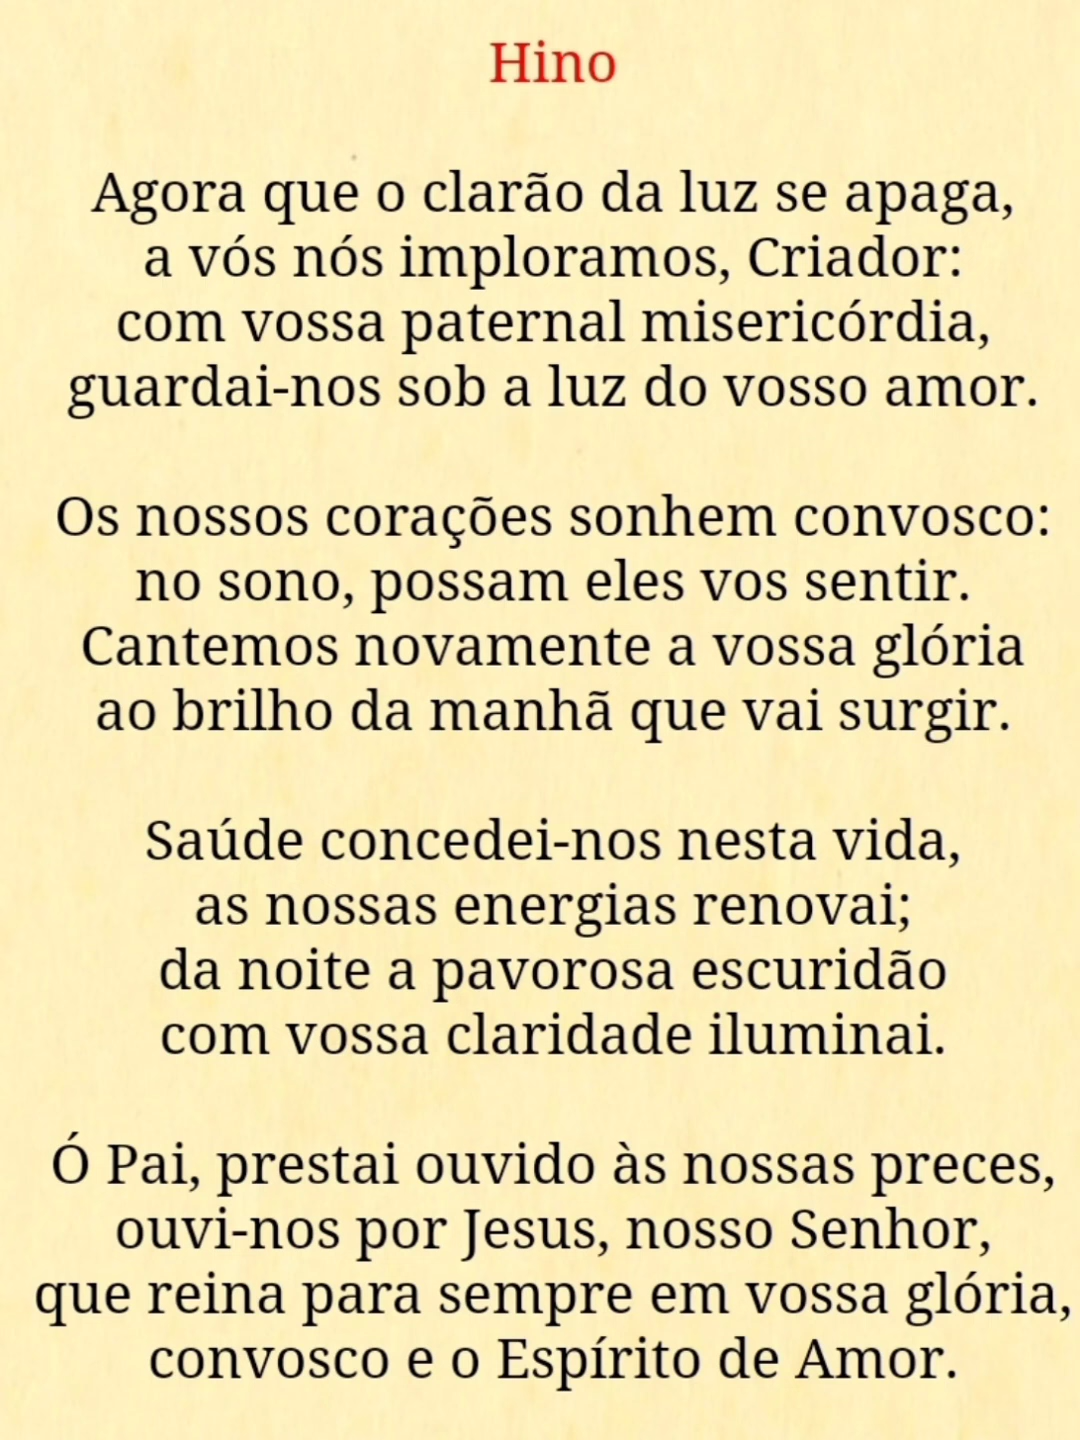 Hino
Agora que o clarão da luz se apaga,
a vós nós imploramos, Criador:
com vossa paternal misericórdia,
guardai-nos sob a luz do vosso amor.
Os nossos corações sonhem convosco:
no sono, possam eles vos sentir.
Cantemos novamente a vossa glória
ao brilho da manhã que vai surgir.
Saúde concedei-nos nesta vida,
as nossas energias renovai;
da noite a pavorosa escuridão
com vossa claridade iluminai.
Ó Pai, prestai ouvido às nossas preces,
ouvi-nos por Jesus, nosso Senhor,
que reina para sempre em vossa glória,
convosco e o Espírito de Amor.